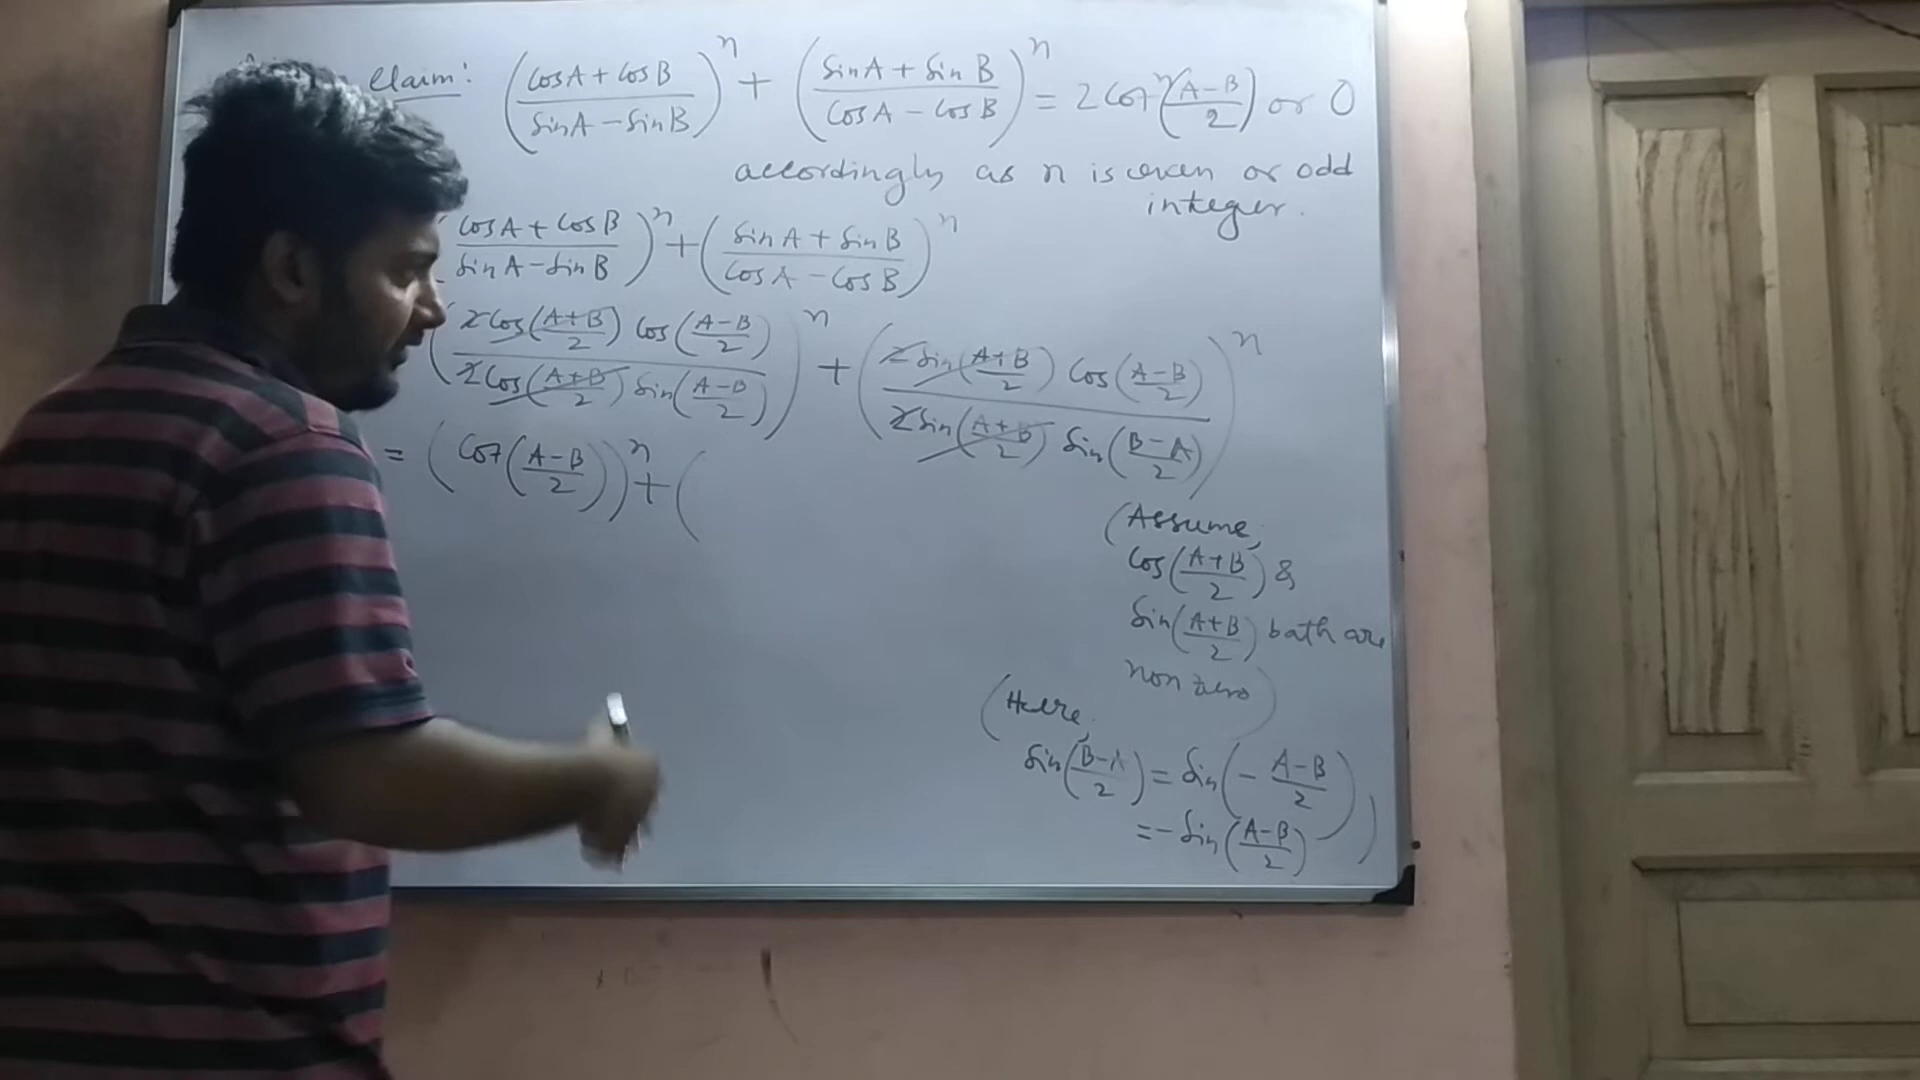 Claim: ((cosA + cosB)/(sinA − sinB))^n + ((sinA + sinB)/(cosA − cosB))^n = 2cot^n((A−B)/2) or 0
accordingly as n is even or odd
integer.
((cosA + cosB)/(sinA − sinB))^n + ((sinA + sinB)/(cosA − cosB))^n
((2cos((A+B)/2) cos((A−B)/2))/(2cos((A+B)/2) sin((A−B)/2)))^n + ((2sin((A+B)/2) cos((A−B)/2))/(2sin((A+B)/2) sin((B−A)/2)))^n
= (cot((A−B)/2))^n + (
(Assume,
cos((A+B)/2) &
sin((A+B)/2) bath are
non zero)
(Here,
sin((B−A)/2) = sin(− (A−B)/2)
= − sin((A−B)/2))